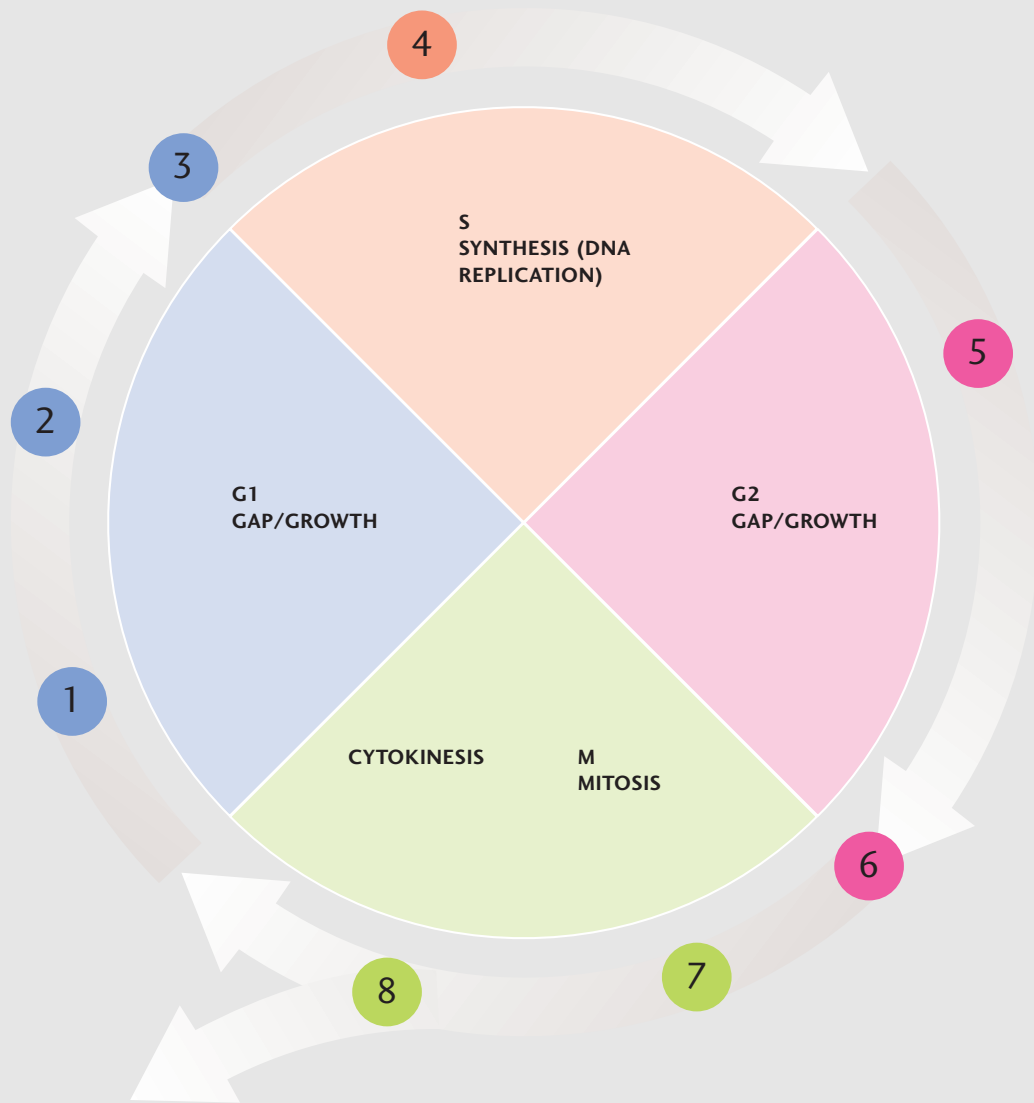 4
3
S
SYNTHESIS (DNA
REPLICATION)
5
2
G1
GAP/GROWTH
G2
GAP/GROWTH
1
CYTOKINESIS
M
MITOSIS
6
7
8